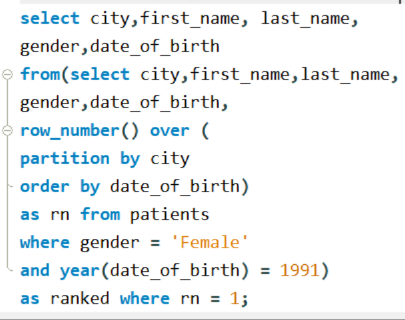 select city,first_name, last_name,
gender,date_of_birth
from(select city,first_name,last_name,
gender,date_of_birth,
row_number() over (
partition by city
order by date_of_birth)
as rn from patients
where gender = 'Female'
and year(date_of_birth) = 1991)
as ranked where rn = 1;